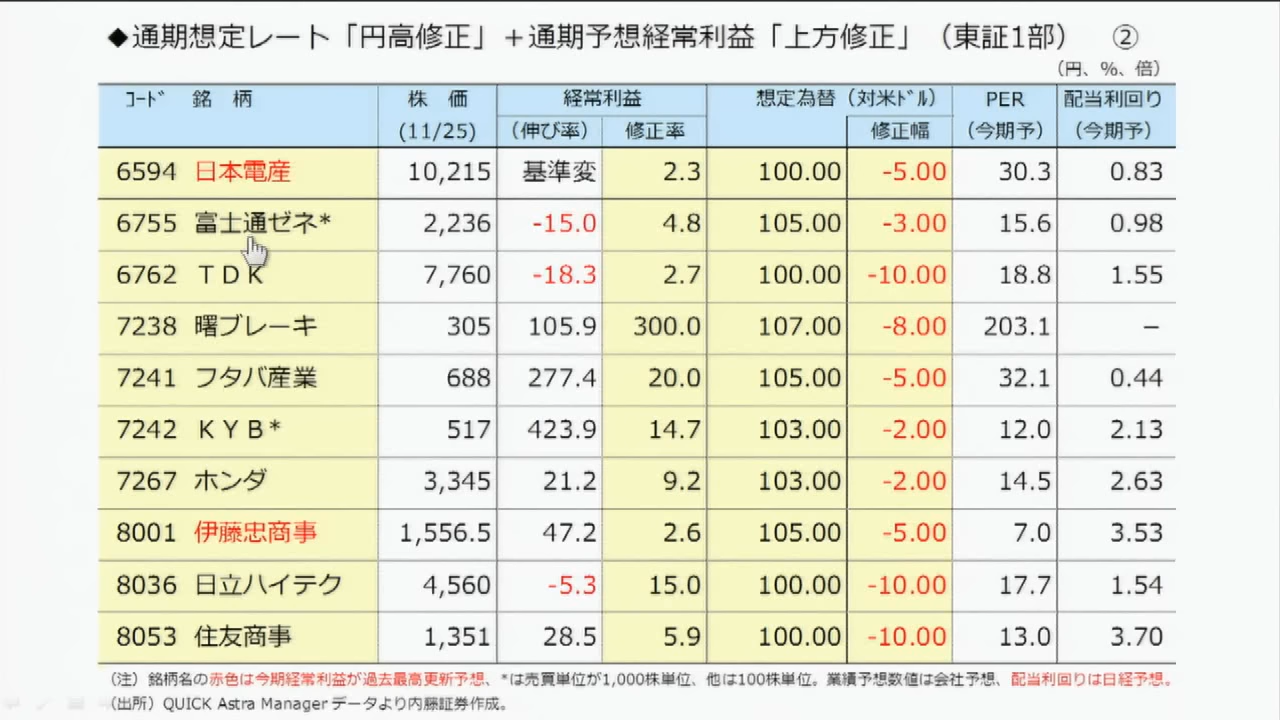 ◆通期想定レート「円高修正」＋通期予想経常利益「上方修正」（東証1部） ②
（円、%、倍）
ｺｰﾄﾞ 銘 柄 株 価 経常利益 想定為替（対米ﾄﾞﾙ） PER 配当利回り
(11/25) （伸び率） 修正率 修正幅 （今期予） （今期予）
6594 日本電産 10,215 基準変 2.3 100.00 -5.00 30.3 0.83
6755 富士通ゼネ* 2,236 -15.0 4.8 105.00 -3.00 15.6 0.98
6762 ＴＤＫ 7,760 -18.3 2.7 100.00 -10.00 18.8 1.55
7238 曙ブレーキ 305 105.9 300.0 107.00 -8.00 203.1 －
7241 フタバ産業 688 277.4 20.0 105.00 -5.00 32.1 0.44
7242 ＫＹＢ* 517 423.9 14.7 103.00 -2.00 12.0 2.13
7267 ホンダ 3,345 21.2 9.2 103.00 -2.00 14.5 2.63
8001 伊藤忠商事 1,556.5 47.2 2.6 105.00 -5.00 7.0 3.53
8036 日立ハイテク 4,560 -5.3 15.0 100.00 -10.00 17.7 1.54
8053 住友商事 1,351 28.5 5.9 100.00 -10.00 13.0 3.70
（注）銘柄名の赤色は今期経常利益が過去最高更新予想、*は売買単位が1,000株単位、他は100株単位。業績予想数値は会社予想、配当利回りは日経予想。
（出所）QUICK Astra Manager データより内藤証券作成。